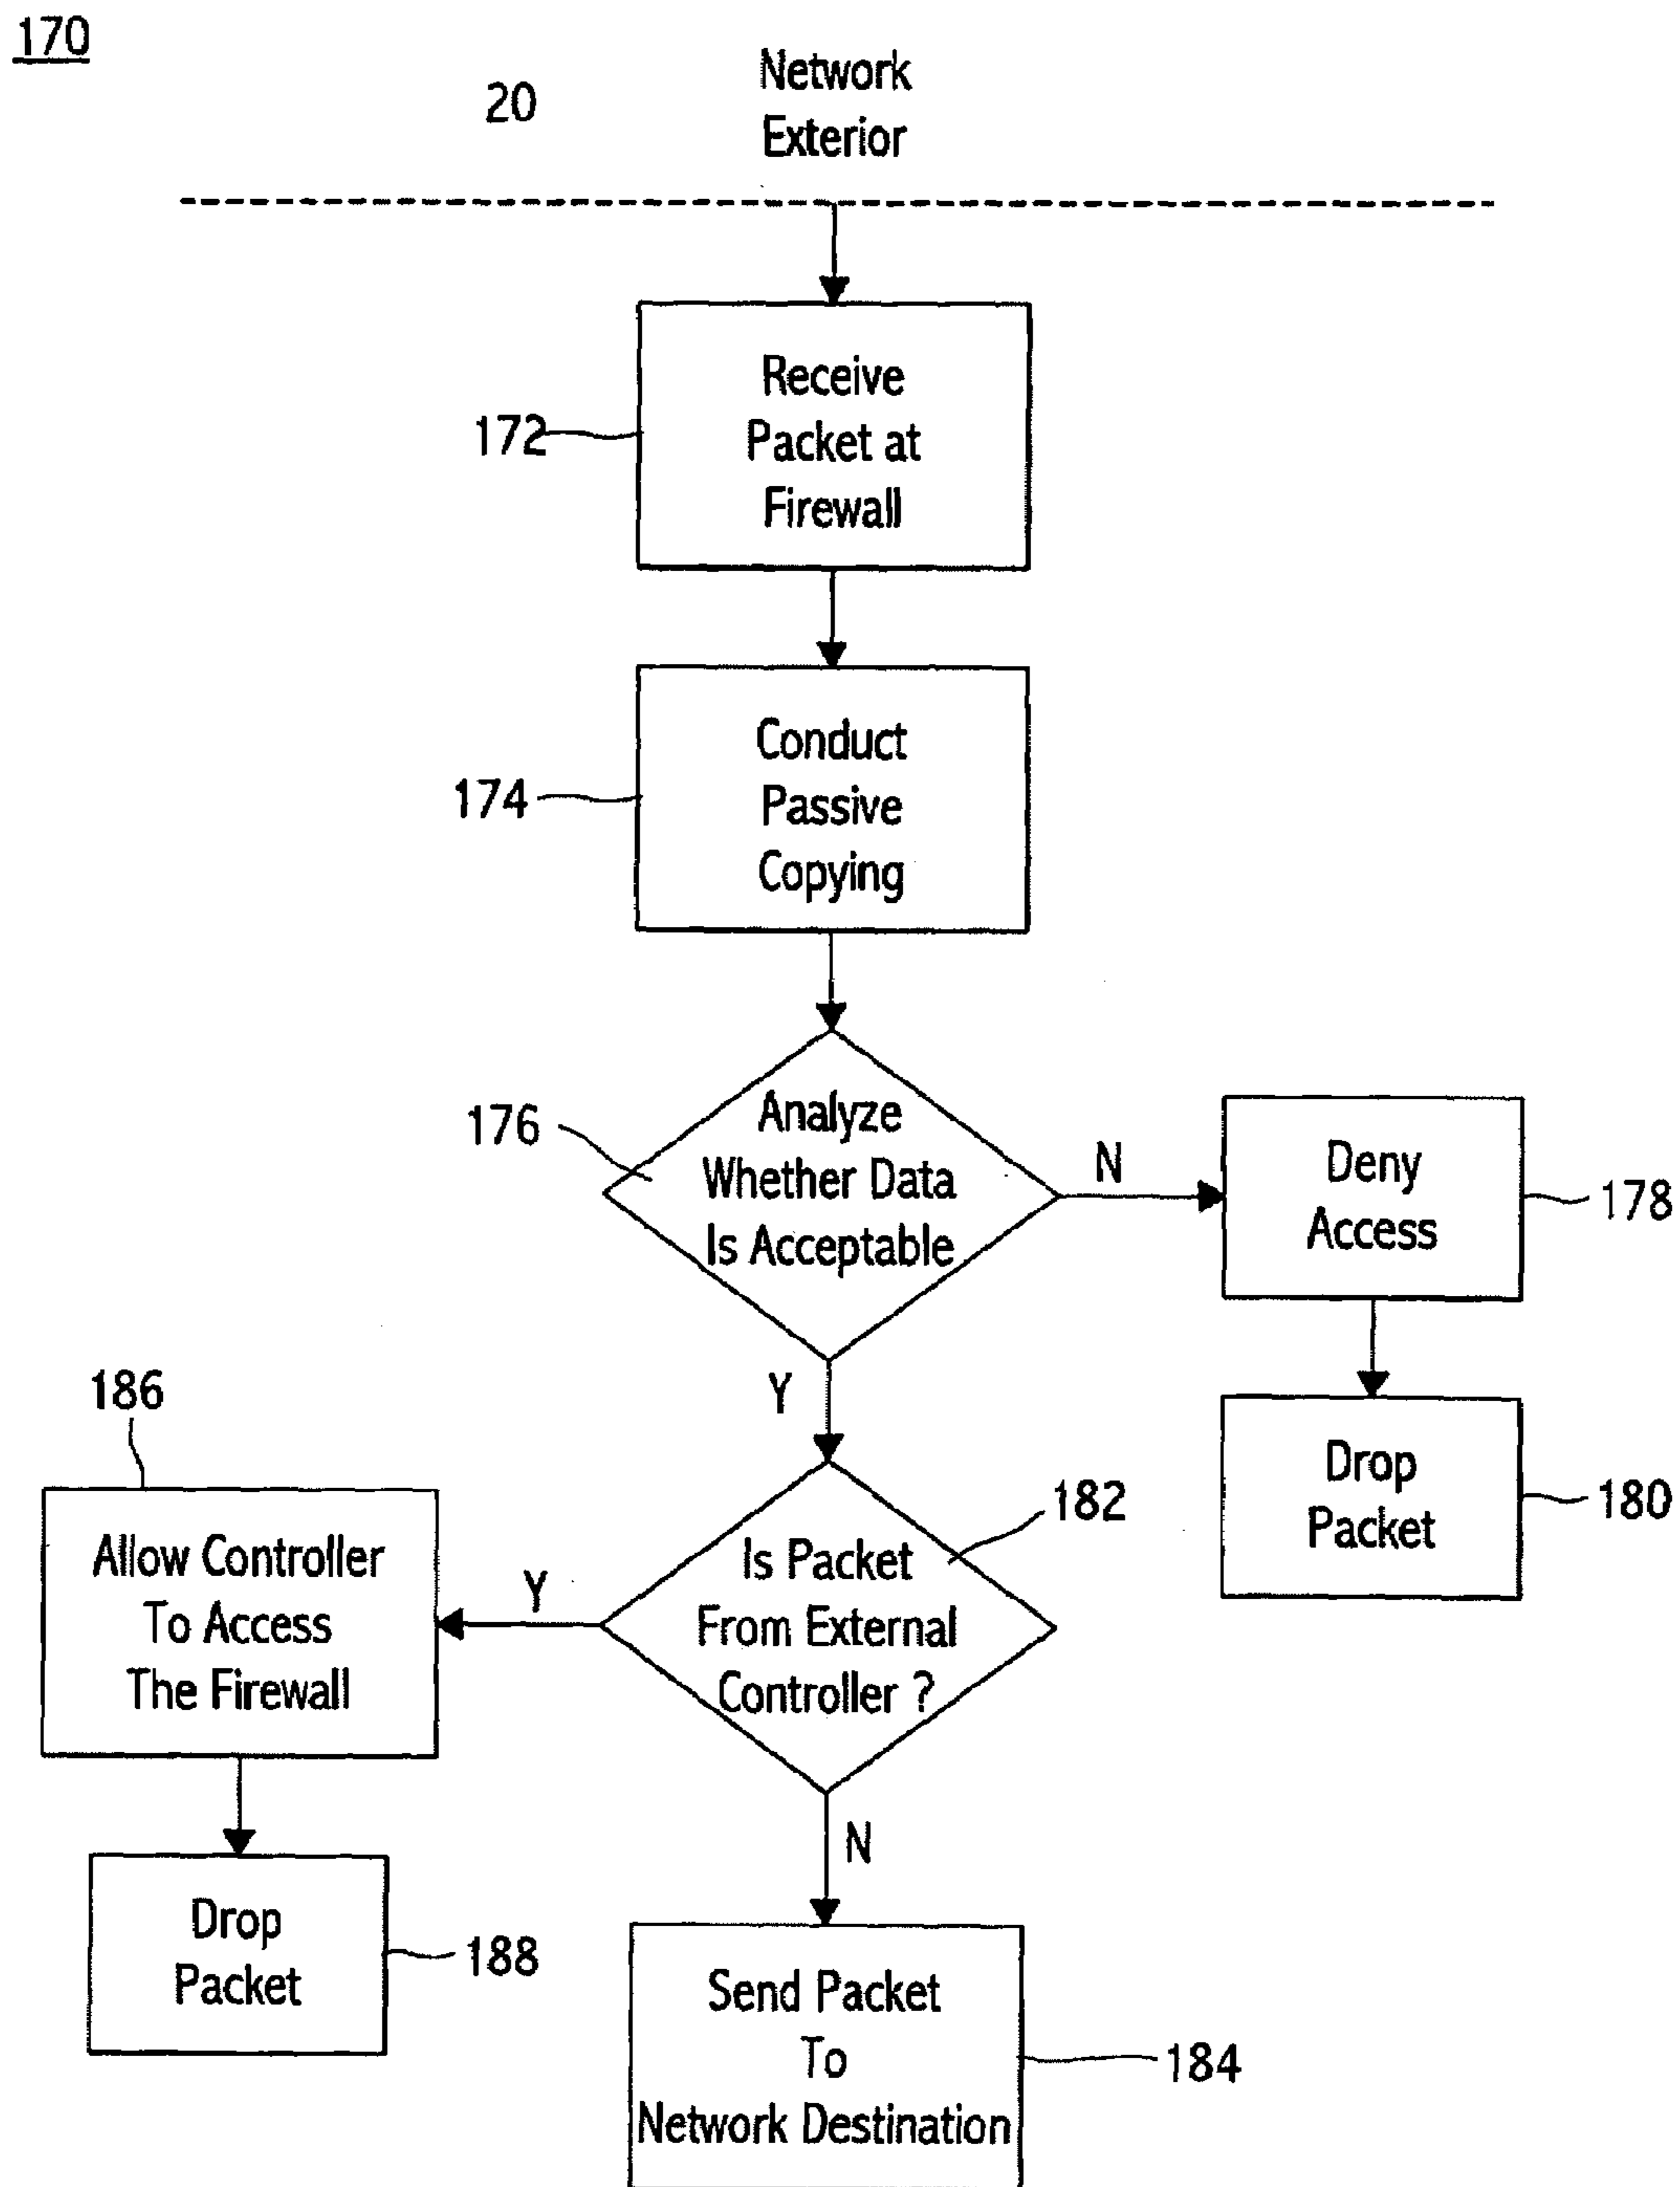 170
20
Network
Exterior
172
Receive
Packet at
Firewall
174
Conduct
Passive
Copying
176
Analyze
Whether Data
Is Acceptable
N
Deny
Access
178
Y
Drop
Packet
180
186
Allow Controller
To Access
The Firewall
Y
Is Packet
From External
Controller ?
182
N
Drop
Packet
188
Send Packet
To
Network Destination
184